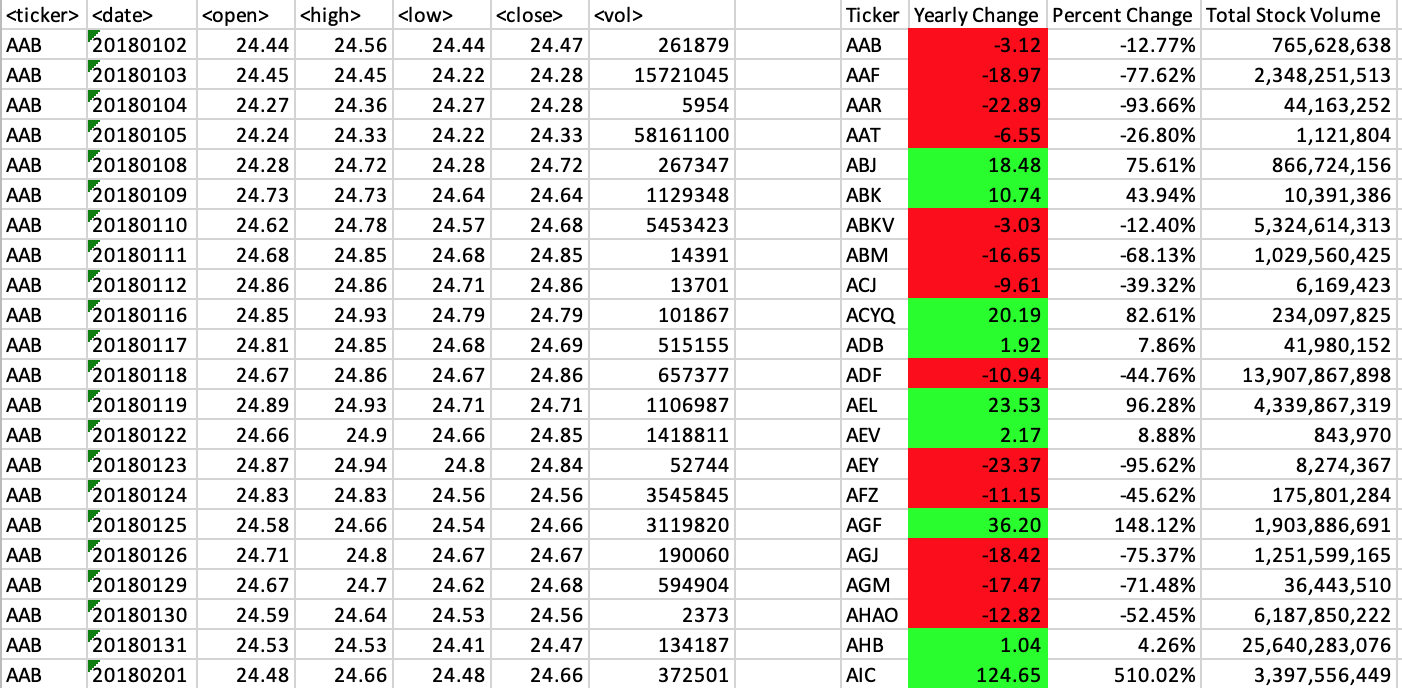 <ticker> <date> <open> <high> <low> <close> <vol> Ticker Yearly Change Percent Change Total Stock Volume
AAB 20180102 24.44 24.56 24.44 24.47 261879 AAB -3.12 -12.77% 765,628,638
AAB 20180103 24.45 24.45 24.22 24.28 15721045 AAF -18.97 -77.62% 2,348,251,513
AAB 20180104 24.27 24.36 24.27 24.28 5954 AAR -22.89 -93.66% 44,163,252
AAB 20180105 24.24 24.33 24.22 24.33 58161100 AAT -6.55 -26.80% 1,121,804
AAB 20180108 24.28 24.72 24.28 24.72 267347 ABJ 18.48 75.61% 866,724,156
AAB 20180109 24.73 24.73 24.64 24.64 1129348 ABK 10.74 43.94% 10,391,386
AAB 20180110 24.62 24.78 24.57 24.68 5453423 ABKV -3.03 -12.40% 5,324,614,313
AAB 20180111 24.68 24.85 24.68 24.85 14391 ABM -16.65 -68.13% 1,029,560,425
AAB 20180112 24.86 24.86 24.71 24.86 13701 ACJ -9.61 -39.32% 6,169,423
AAB 20180116 24.85 24.93 24.79 24.79 101867 ACYQ 20.19 82.61% 234,097,825
AAB 20180117 24.81 24.85 24.68 24.69 515155 ADB 1.92 7.86% 41,980,152
AAB 20180118 24.67 24.86 24.67 24.86 657377 ADF -10.94 -44.76% 13,907,867,898
AAB 20180119 24.89 24.93 24.71 24.71 1106987 AEL 23.53 96.28% 4,339,867,319
AAB 20180122 24.66 24.9 24.66 24.85 1418811 AEV 2.17 8.88% 843,970
AAB 20180123 24.87 24.94 24.8 24.84 52744 AEY -23.37 -95.62% 8,274,367
AAB 20180124 24.83 24.83 24.56 24.56 3545845 AFZ -11.15 -45.62% 175,801,284
AAB 20180125 24.58 24.66 24.54 24.66 3119820 AGF 36.20 148.12% 1,903,886,691
AAB 20180126 24.71 24.8 24.67 24.67 190060 AGJ -18.42 -75.37% 1,251,599,165
AAB 20180129 24.67 24.7 24.62 24.68 594904 AGM -17.47 -71.48% 36,443,510
AAB 20180130 24.59 24.64 24.53 24.56 2373 AHAO -12.82 -52.45% 6,187,850,222
AAB 20180131 24.53 24.53 24.41 24.47 134187 AHB 1.04 4.26% 25,640,283,076
AAB 20180201 24.48 24.66 24.48 24.66 372501 AIC 124.65 510.02% 3,397,556,449